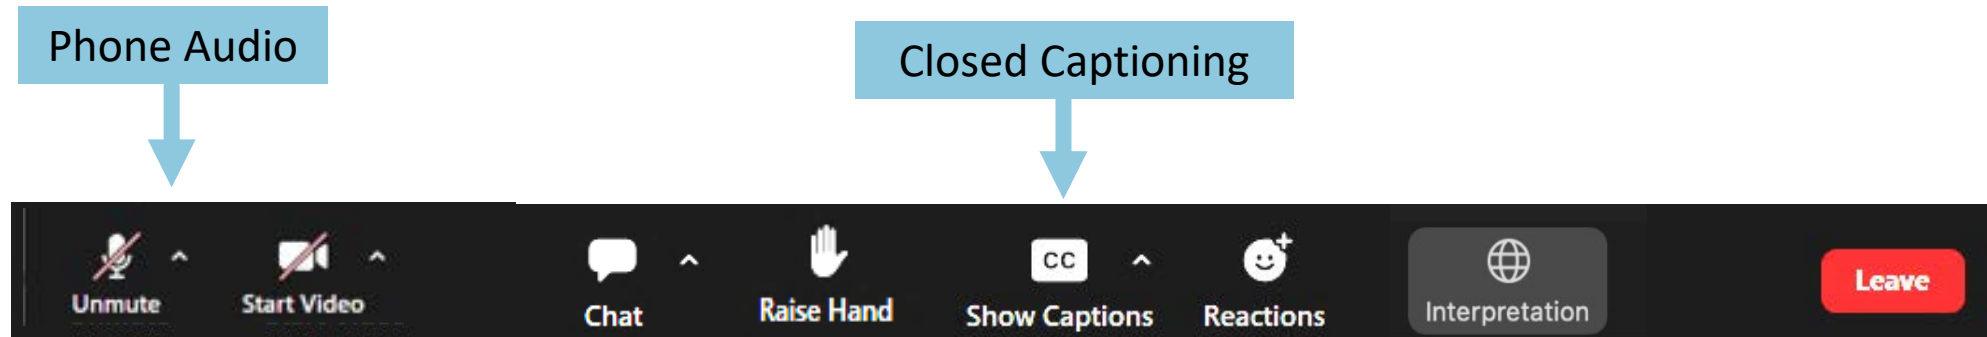 Phone Audio
Closed Captioning
Unmute
Start Video
Chat
Raise Hand
CC
Show Captions
Reactions
Interpretation
Leave